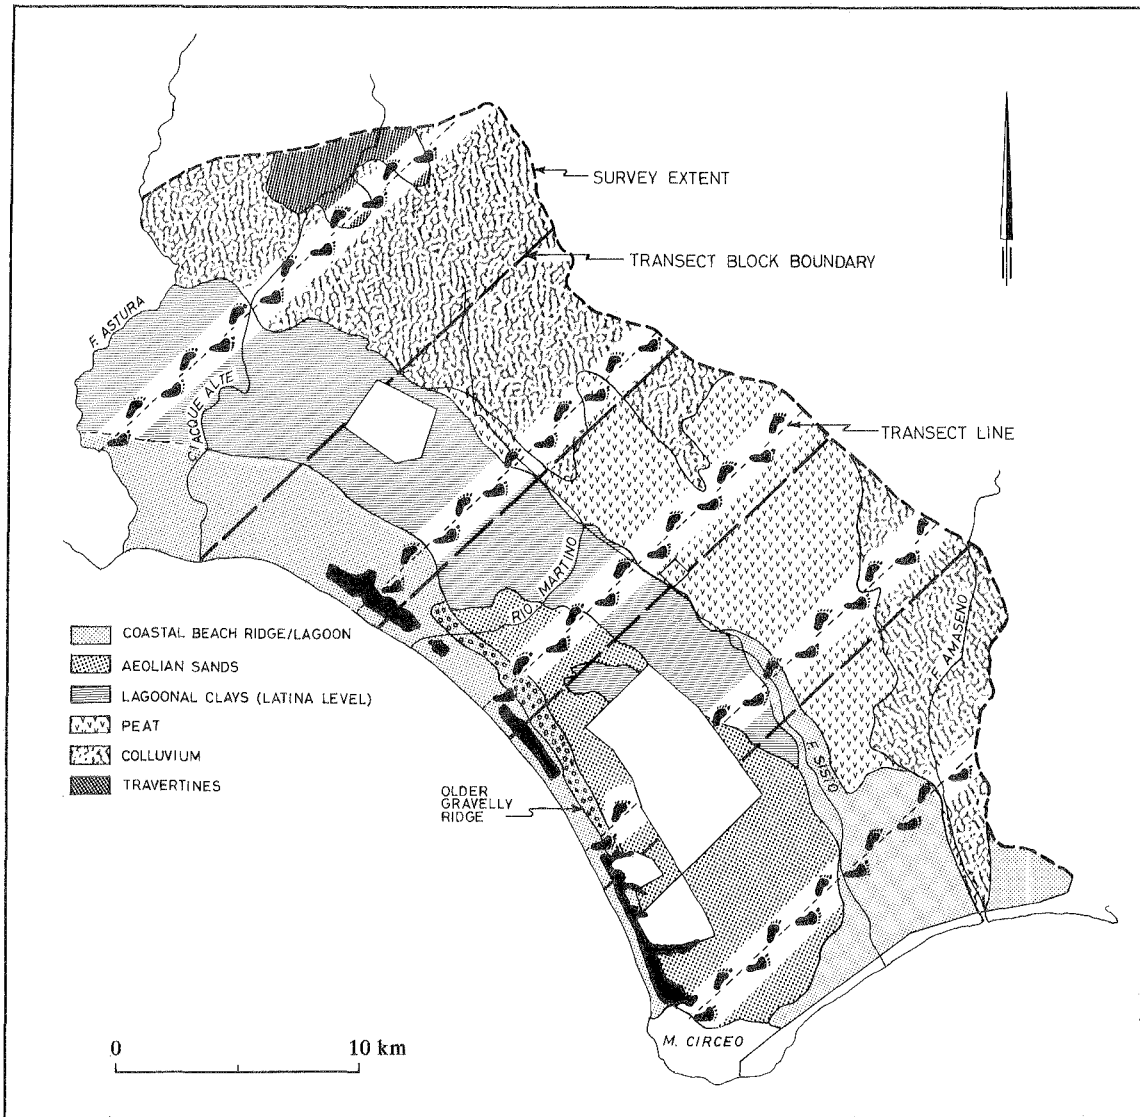 SURVEY EXTENT
TRANSECT BLOCK BOUNDARY
F. ASTURA
C. ACQUE ALTE
TRANSECT LINE
RIO MARTINO
F. AMASENO
COASTAL BEACH RIDGE/LAGOON
AEOLIAN SANDS
LAGOONAL CLAYS (LATINA LEVEL)
PEAT
COLLUVIUM
TRAVERTINES
F. SISTO
OLDER
GRAVELLY
RIDGE
M. CIRCEO
0 10 km